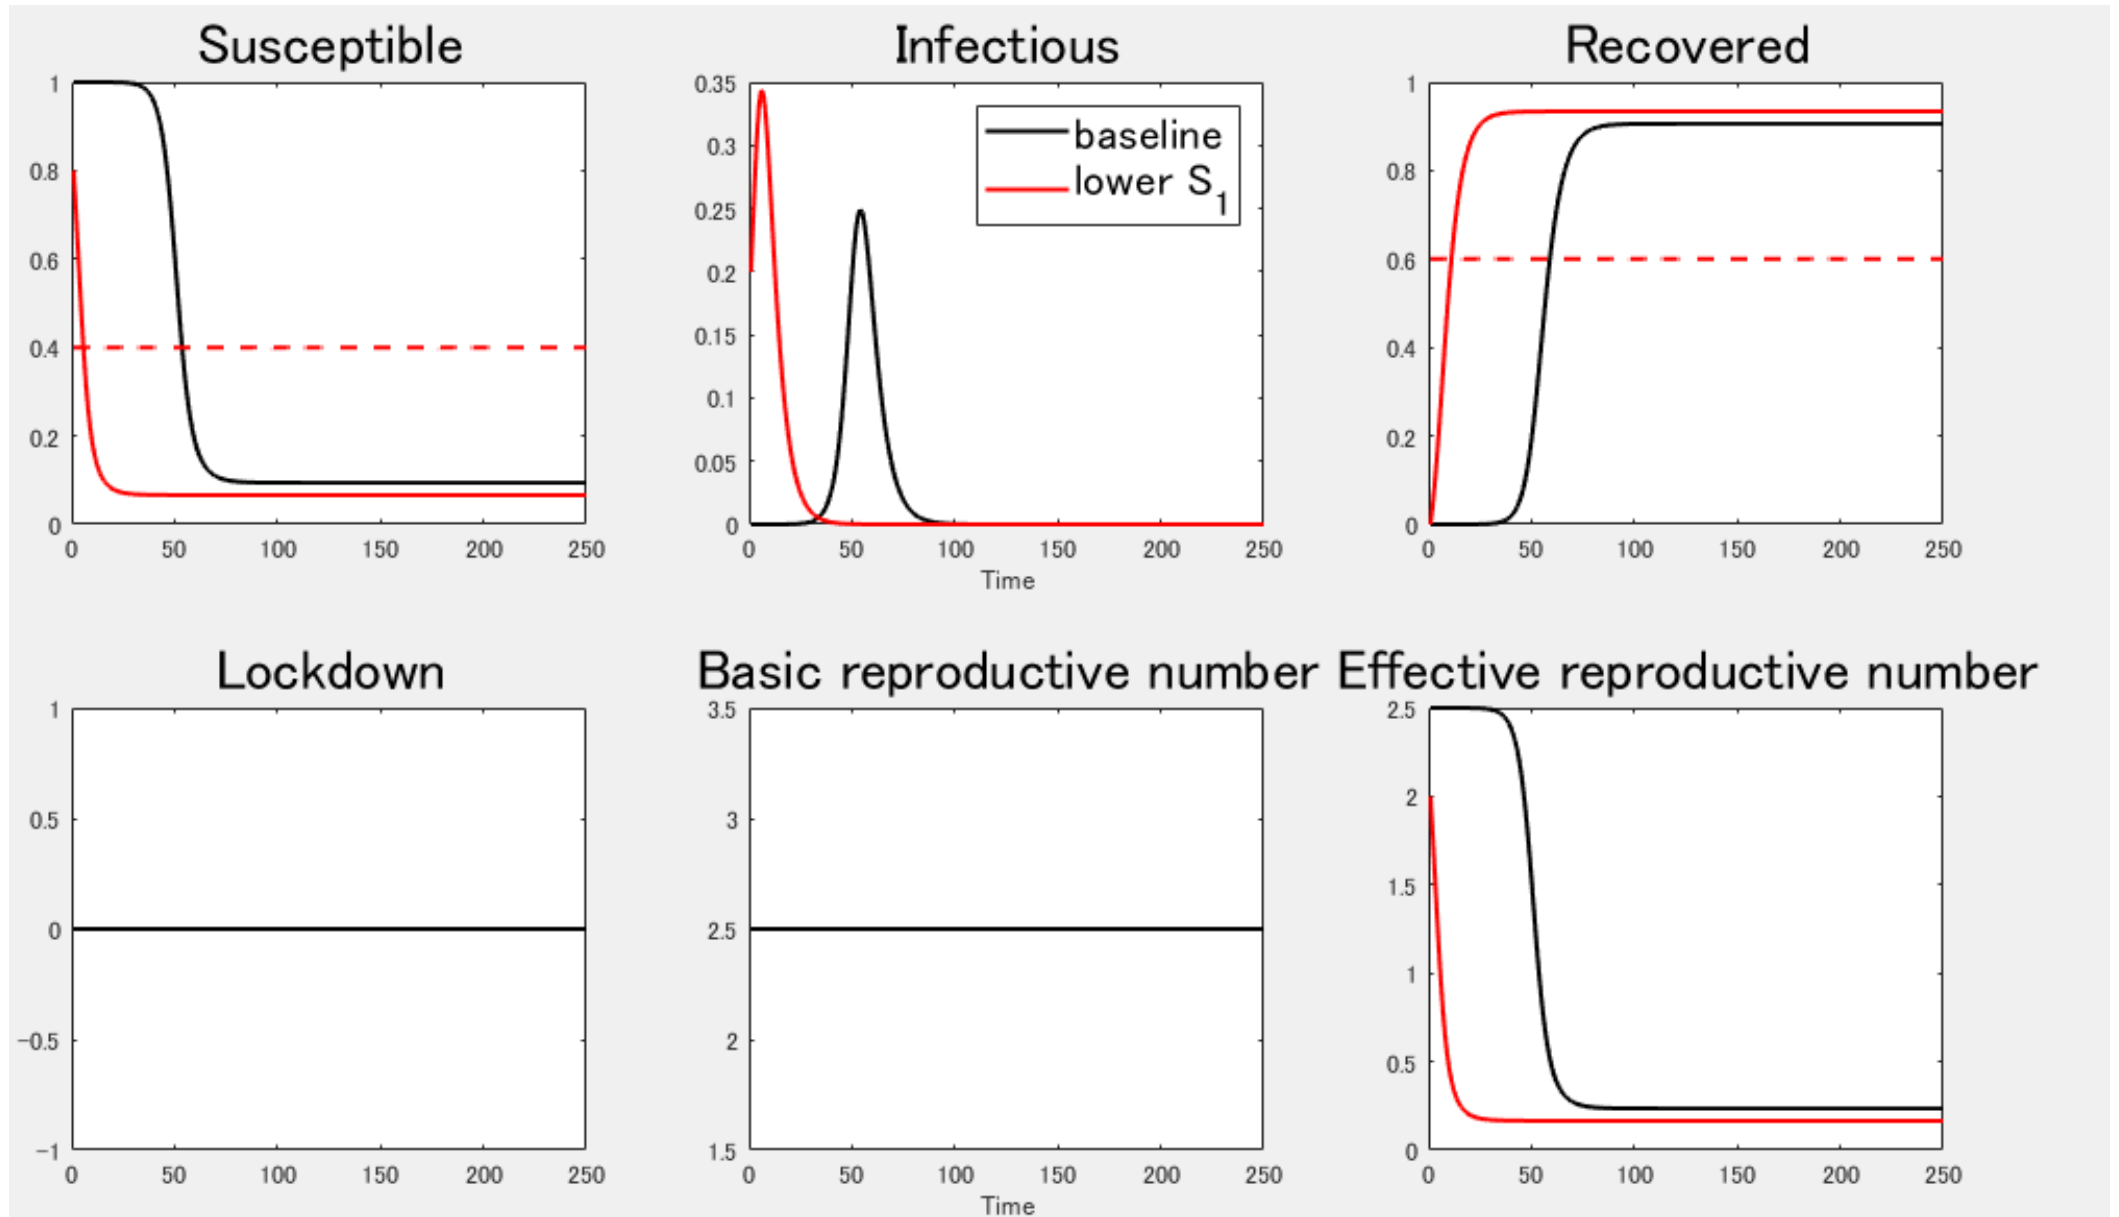 Susceptible
Infectious
Recovered
1
0.8
0.6
0.4
0.2
0
0 50 100 150 200 250
0.35
0.3
0.25
0.2
0.15
0.1
0.05
0
0 50 100 150 200 250
Time
baseline
lower S1
1
0.8
0.6
0.4
0.2
0
0 50 100 150 200 250
Lockdown
Basic reproductive number
Effective reproductive number
1
0.5
0
-0.5
-1
0 50 100 150 200 250
3.5
3
2.5
2
1.5
0 50 100 150 200 250
Time
2.5
2
1.5
1
0.5
0
0 50 100 150 200 250